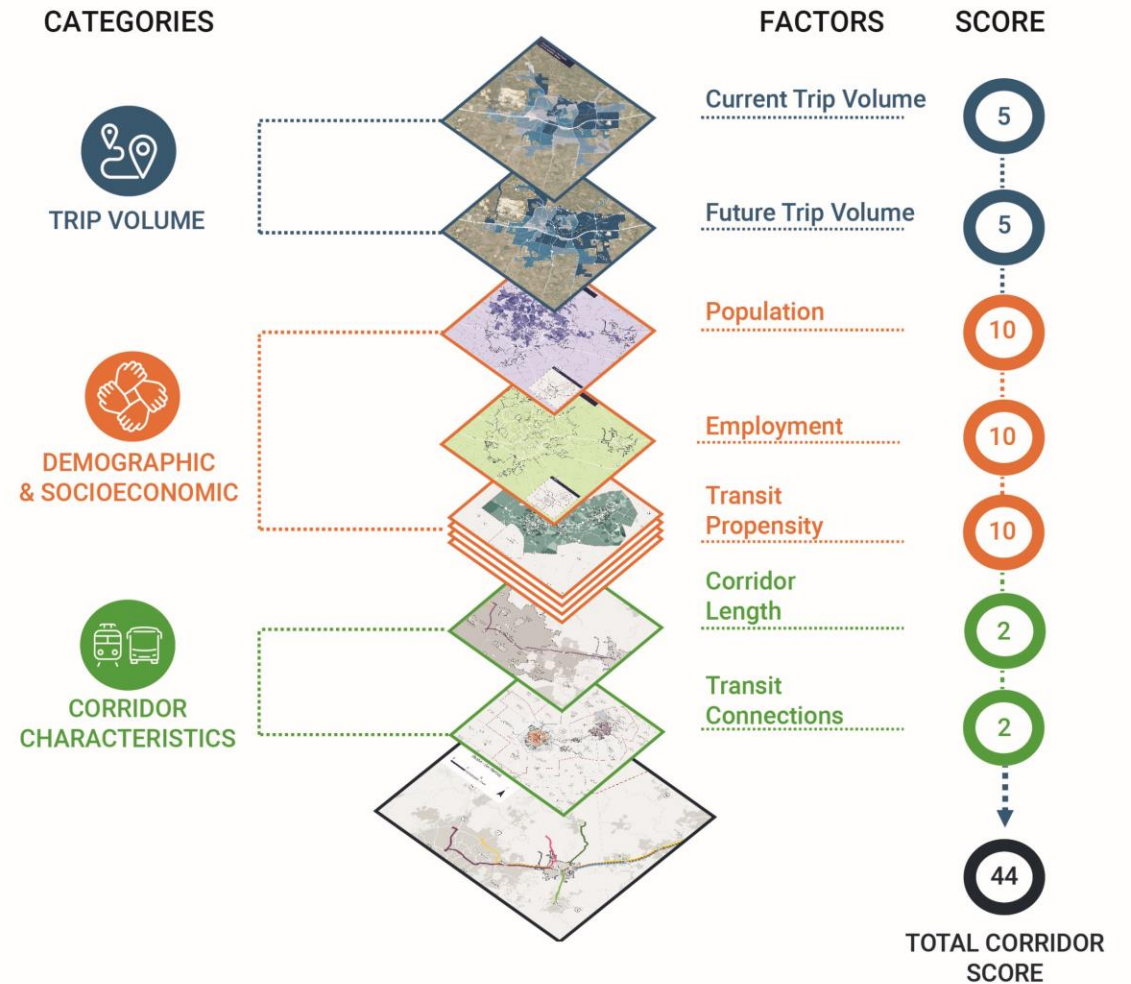 CATEGORIES
FACTORS
SCORE
TRIP VOLUME
Current Trip Volume
5
Future Trip Volume
5
DEMOGRAPHIC
& SOCIOECONOMIC
Population
10
Employment
10
Transit
Propensity
10
CORRIDOR
CHARACTERISTICS
Corridor
Length
2
Transit
Connections
2
44
TOTAL CORRIDOR
SCORE